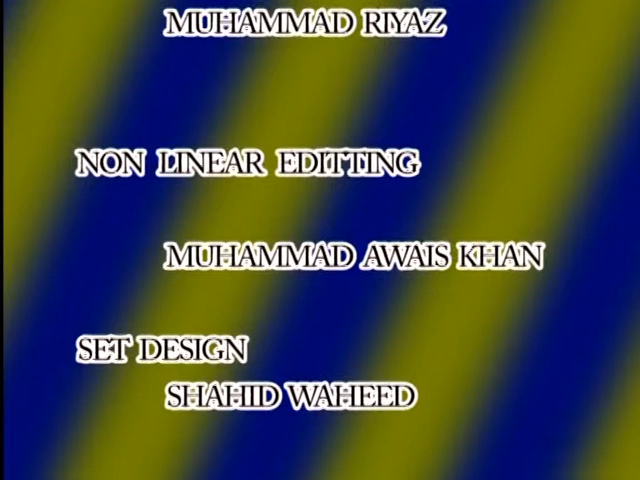 MUHAMMAD RIYAZ
NON LINEAR EDITTING
MUHAMMAD AWAIS KHAN
SET DESIGN
SHAHID WAHEED